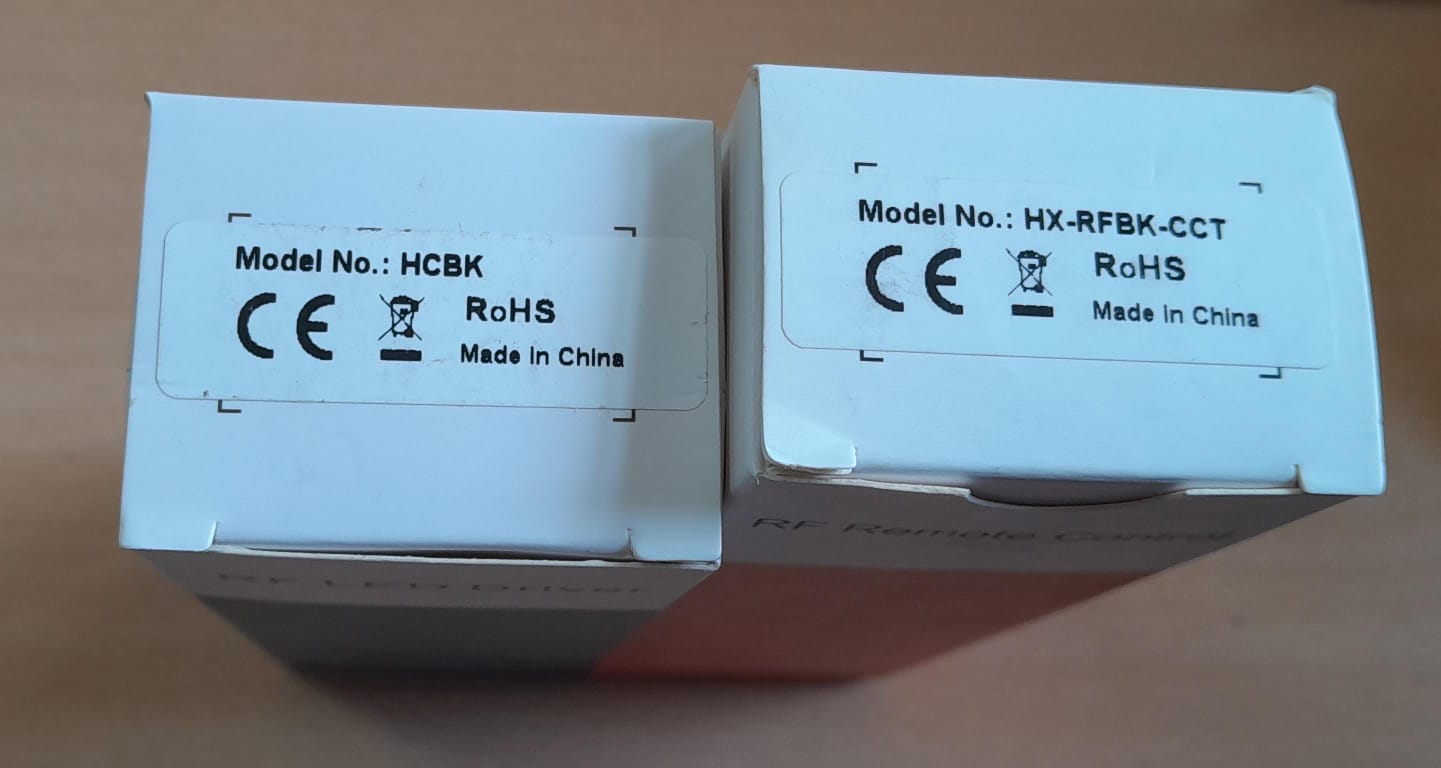 Model No.: HCBK
CE
RoHS
Made in China
RF LED Driver
Model No.: HX-RFBK-CCT
CE
RoHS
Made in China
RF Remote Control